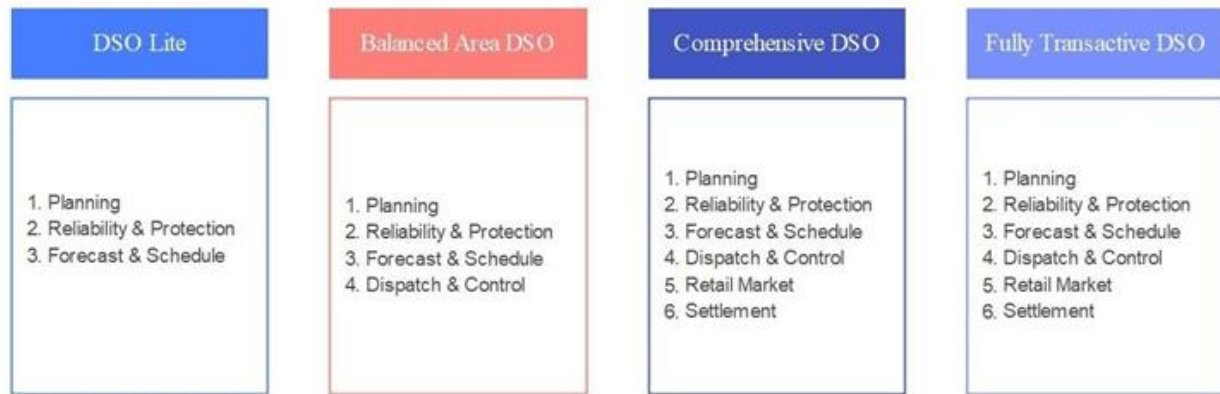 DSO Lite
1. Planning
2. Reliability & Protection
3. Forecast & Schedule
Balanced Area DSO
1. Planning
2. Reliability & Protection
3. Forecast & Schedule
4. Dispatch & Control
Comprehensive DSO
1. Planning
2. Reliability & Protection
3. Forecast & Schedule
4. Dispatch & Control
5. Retail Market
6. Settlement
Fully Transactive DSO
1. Planning
2. Reliability & Protection
3. Forecast & Schedule
4. Dispatch & Control
5. Retail Market
6. Settlement